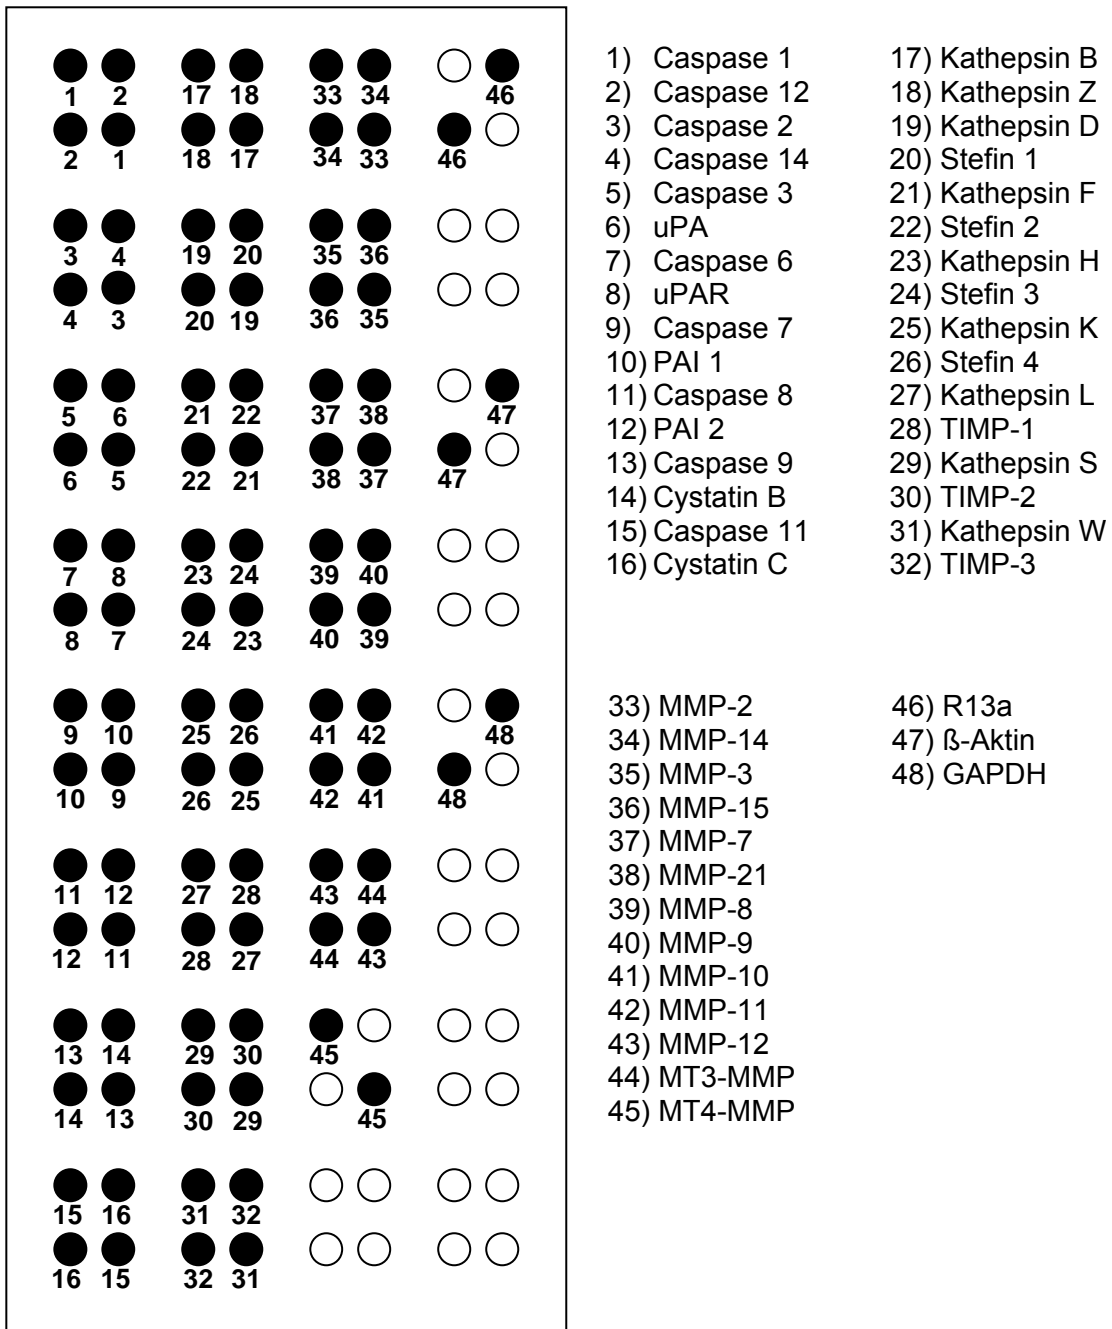 1 2 17 18 33 34 46
2 1 18 17 34 33 46
3 4 19 20 35 36
4 3 20 19 36 35
5 6 21 22 37 38 47
6 5 22 21 38 37 47
7 8 23 24 39 40
8 7 24 23 40 39
9 10 25 26 41 42 48
10 9 26 25 42 41 48
11 12 27 28 43 44
12 11 28 27 44 43
13 14 29 30 45
14 13 30 29 45
15 16 31 32
16 15 32 31
1) Caspase 1
2) Caspase 12
3) Caspase 2
4) Caspase 14
5) Caspase 3
6) uPA
7) Caspase 6
8) uPAR
9) Caspase 7
10) PAI 1
11) Caspase 8
12) PAI 2
13) Caspase 9
14) Cystatin B
15) Caspase 11
16) Cystatin C
17) Kathepsin B
18) Kathepsin Z
19) Kathepsin D
20) Stefin 1
21) Kathepsin F
22) Stefin 2
23) Kathepsin H
24) Stefin 3
25) Kathepsin K
26) Stefin 4
27) Kathepsin L
28) TIMP-1
29) Kathepsin S
30) TIMP-2
31) Kathepsin W
32) TIMP-3
33) MMP-2
34) MMP-14
35) MMP-3
36) MMP-15
37) MMP-7
38) MMP-21
39) MMP-8
40) MMP-9
41) MMP-10
42) MMP-11
43) MMP-12
44) MT3-MMP
45) MT4-MMP
46) R13a
47) ß-Aktin
48) GAPDH